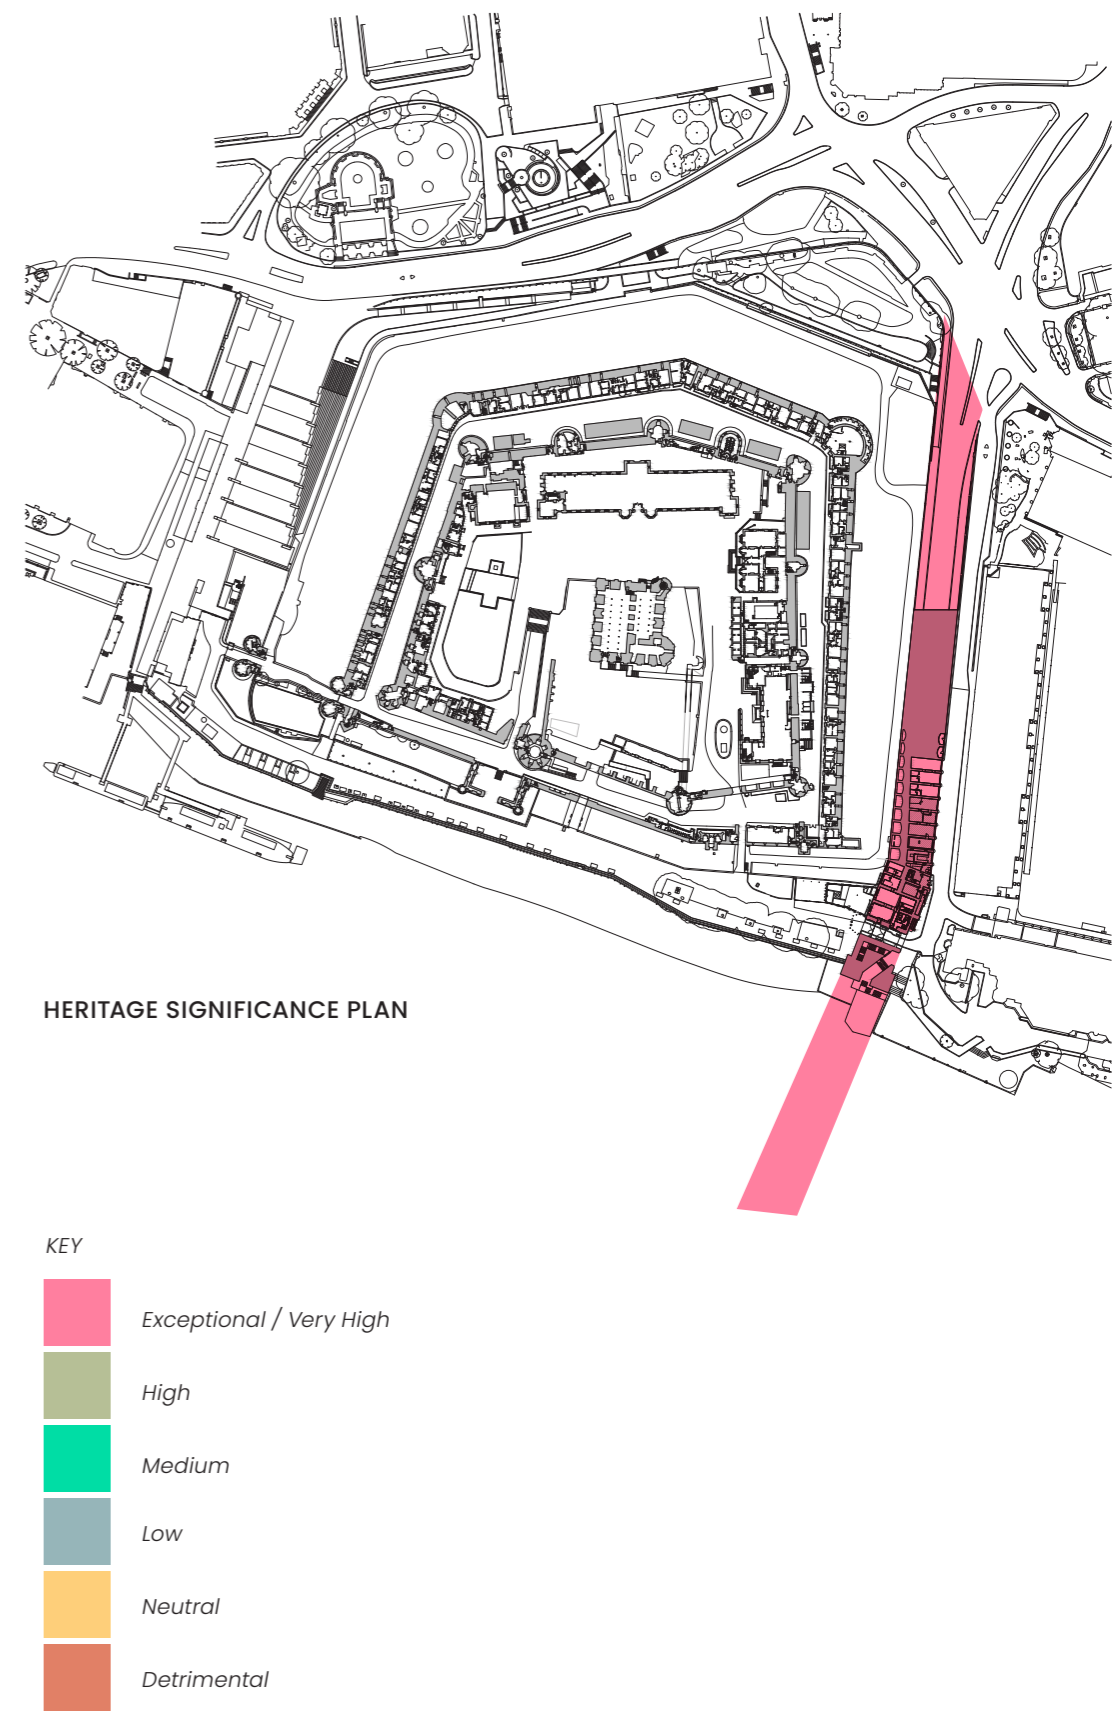 HERITAGE SIGNIFICANCE PLAN
KEY
Exceptional / Very High
High
Medium
Low
Neutral
Detrimental